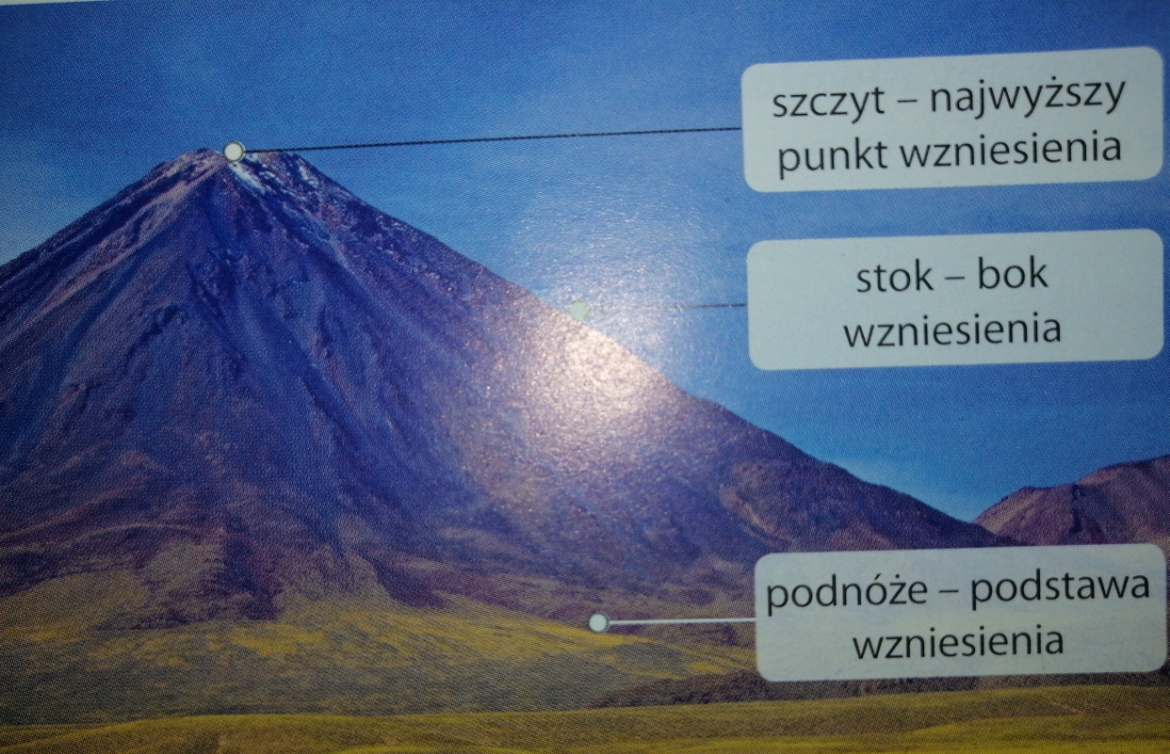 szczyt – najwyższy
punkt wzniesienia
stok – bok
wzniesienia
podnóże – podstawa
wzniesienia